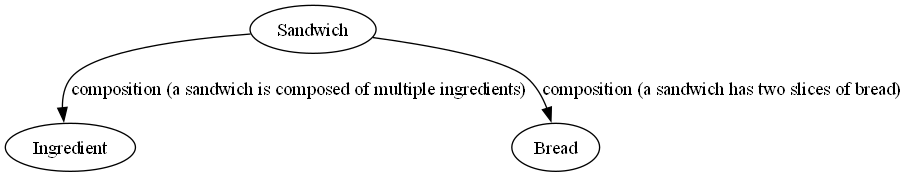 Sandwich
composition (a sandwich is composed of multiple ingredients)
composition (a sandwich has two slices of bread)
Ingredient
Bread